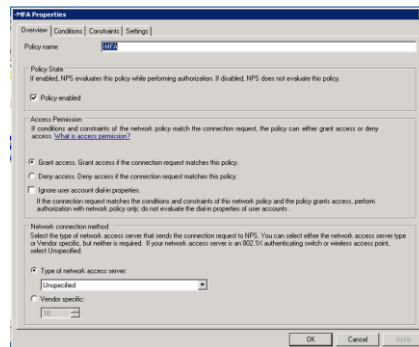 -MFA Properties
Overview Conditions Constraints Settings
Policy name: -MFA
Policy State
If enabled, NPS evaluates this policy while performing authorization. If disabled, NPS does not evaluate this policy.
Policy enabled
Access Permission
If conditions and constraints of the network policy match the connection request, the policy can either grant access or deny
access. What is access permission?
Grant access. Grant access if the connection request matches this policy.
Deny access. Deny access if the connection request matches this policy.
Ignore user account dial-in properties.
If the connection request matches the conditions and constraints of this network policy and the policy grants access, perform
authorization with network policy only; do not evaluate the dial-in properties of user accounts .
Network connection method
Select the type of network access server that sends the connection request to NPS. You can select either the network access server type
or Vendor specific, but neither is required. If your network access server is an 802.1X authenticating switch or wireless access point,
select Unspecified.
Type of network access server:
Unspecified
Vendor specific:
10
OK Cancel Apply